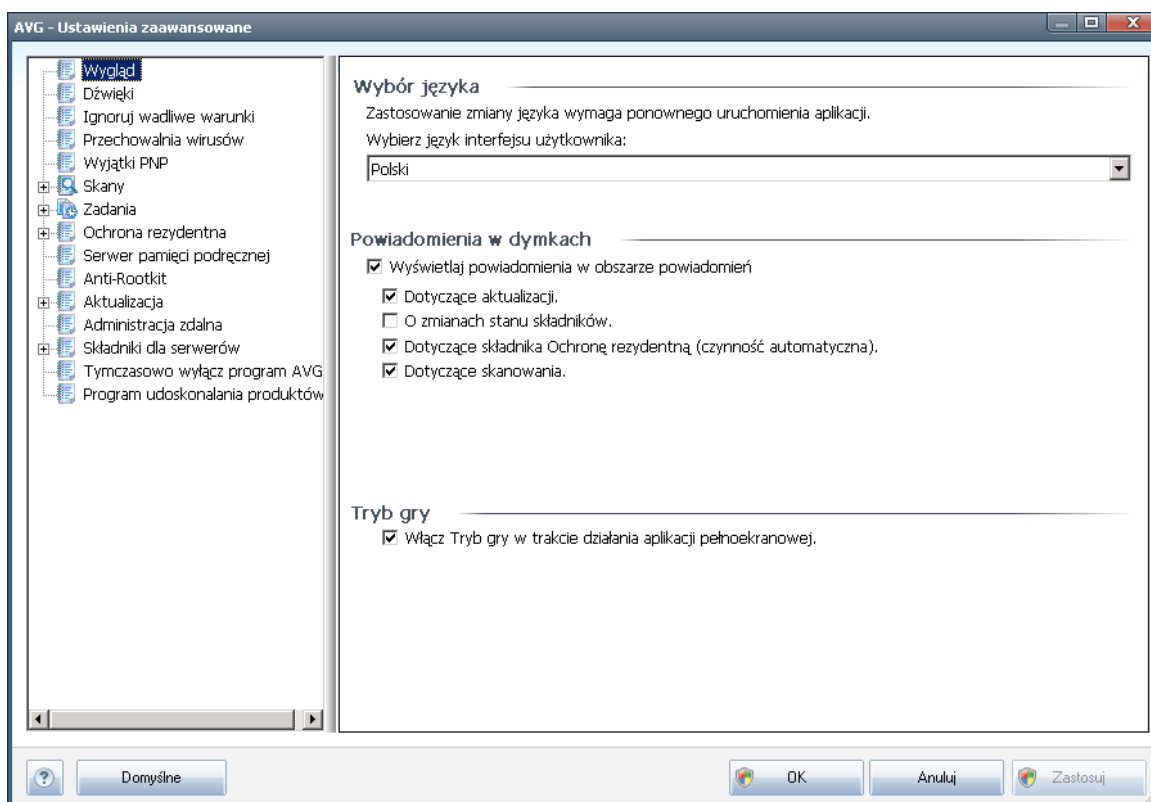 AVG - Ustawienia zaawansowane
Wygląd
Dźwięki
Ignoruj wadliwe warunki
Przechowalnia wirusów
Wyjątki PNP
Skany
Zadania
Ochrona rezydentna
Serwer pamięci podręcznej
Anti-Rootkit
Aktualizacja
Administracja zdalna
Składniki dla serwerów
Tymczasowo wyłącz program AVG
Program udoskonalania produktów
Wybór języka
Zastosowanie zmiany języka wymaga ponownego uruchomienia aplikacji.
Wybierz język interfejsu użytkownika:
Polski
Powiadomienia w dymkach
Wyświetlaj powiadomienia w obszarze powiadomień
Dotyczące aktualizacji.
O zmianach stanu składników.
Dotyczące składnika Ochronę rezydentną (czynność automatyczna).
Dotyczące skanowania.
Tryb gry
Włącz Tryb gry w trakcie działania aplikacji pełnoekranowej.
? Domyślne OK Anuluj Zastosuj